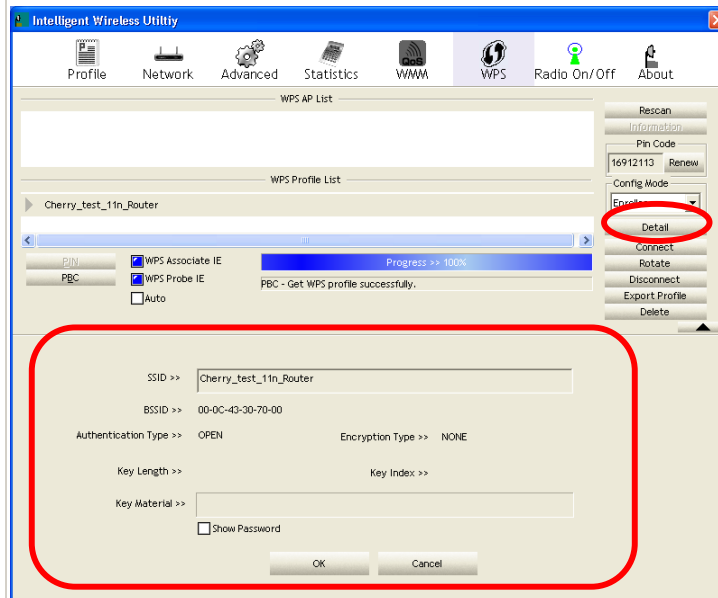 Intelligent Wireless Utiltiy
Profile Network Advanced Statistics WMM WPS Radio On/Off About
QoS
WPS AP List
Rescan
Information
Pin Code
16912113 Renew
WPS Profile List
Config Mode
Cherry_test_11n_Router
Detail
Connect
PIN WPS Associate IE Progress >> 100% Rotate
PBC WPS Probe IE PBC - Get WPS profile successfully. Disconnect
Auto Export Profile
Delete
SSID >> Cherry_test_11n_Router
BSSID >> 00-0C-43-30-70-00
Authentication Type >> OPEN Encryption Type >> NONE
Key Length >> Key Index >>
Key Material >>
Show Password
OK Cancel